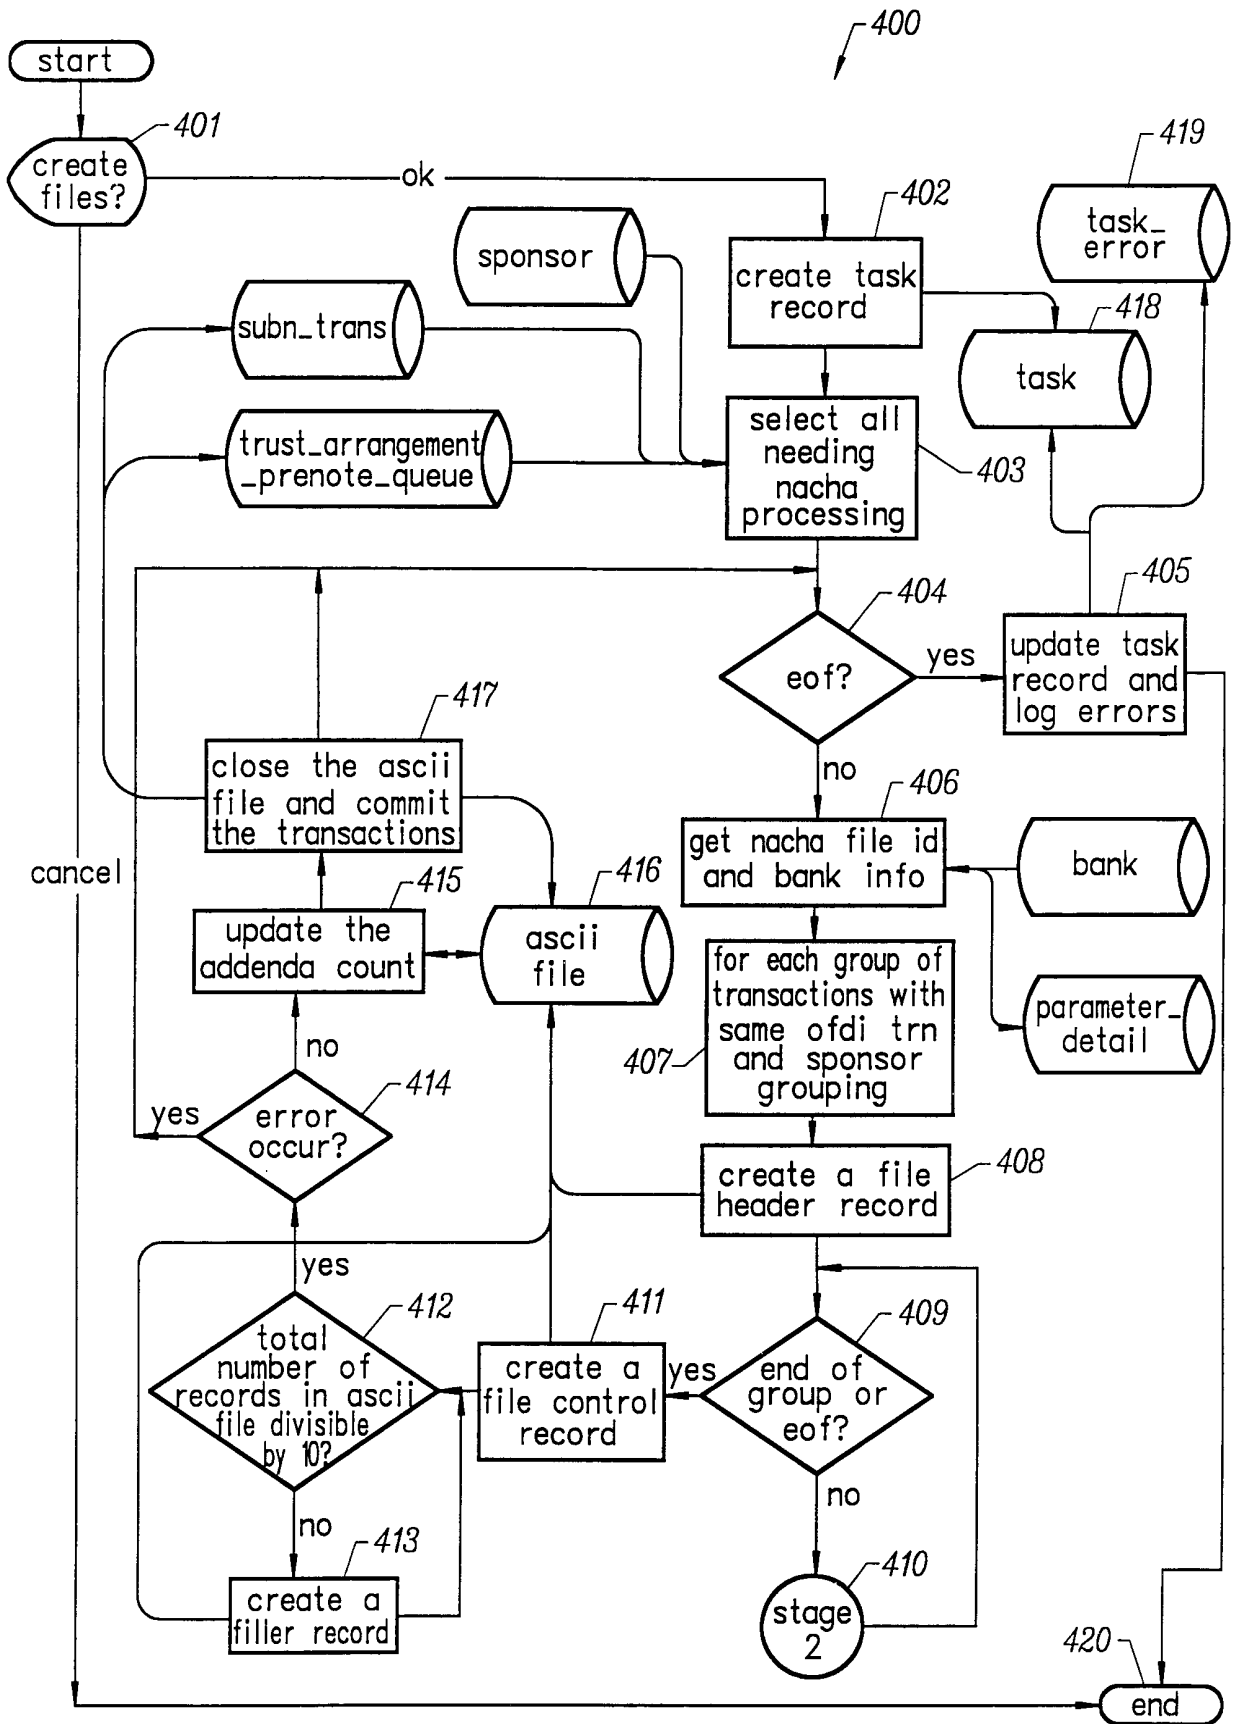 400
start
401
create
files?
ok
419
task_
error
402
sponsor
create task
record
subn_trans
418
task
select all
needing
nacha
processing
403
trust_arrangement
_prenote_queue
404
405
eof?
yes
update task
record and
log errors
417
close the ascii
file and commit
the transactions
no
406
get nacha file id
and bank info
bank
cancel
415
416
update the
addenda count
ascii
file
for each group of
transactions with
same ofdi trn
and sponsor
grouping
407
parameter_
detail
no
414
yes
error
occur?
408
create a file
header record
yes
412
411
409
total
number of
records in ascii
file divisible
by 10?
create a
file control
record
yes
end of
group or
eof?
no
no
413
create a
filler record
410
stage
2
420
end